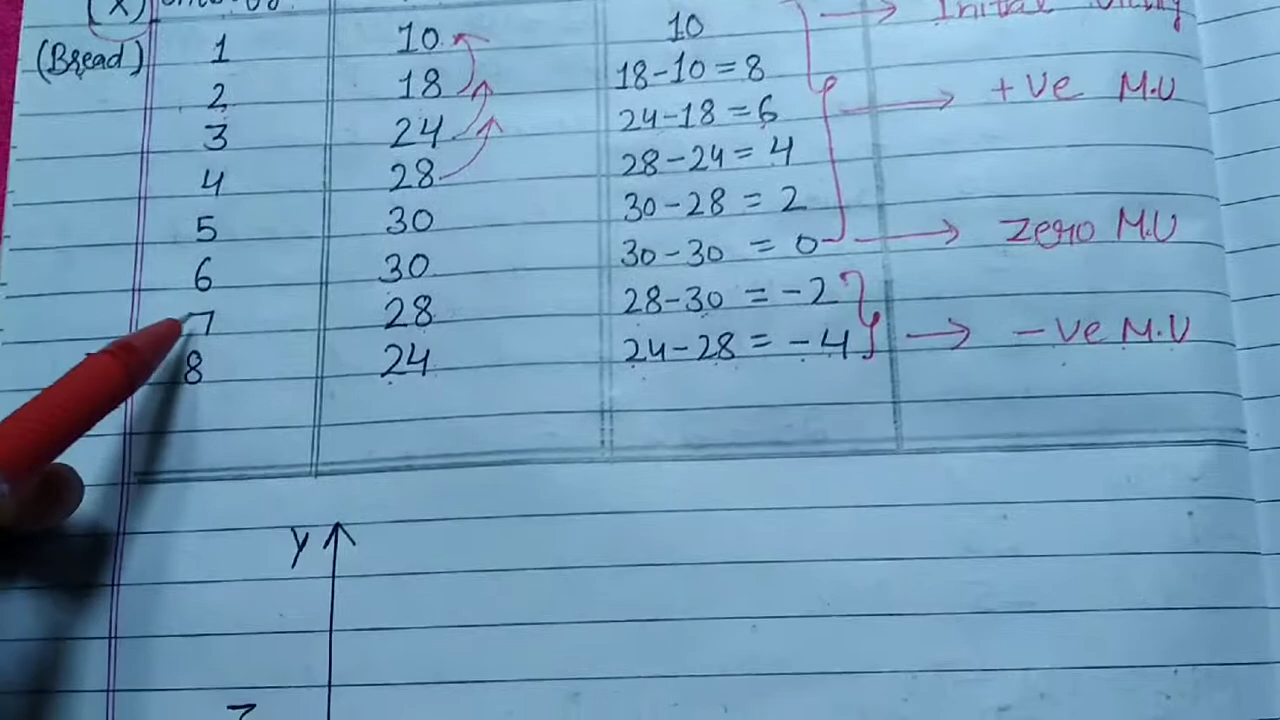 (X)
Initial
(Bread) 1 10 10
2 18 18-10=8 +ve M.U
3 24 24-18=6
4 28 28-24=4
5 30 30-28=2
6 30 30-30=0 Zero M.U
7 28 28-30=-2
8 24 24-28=-4 -ve M.U
y